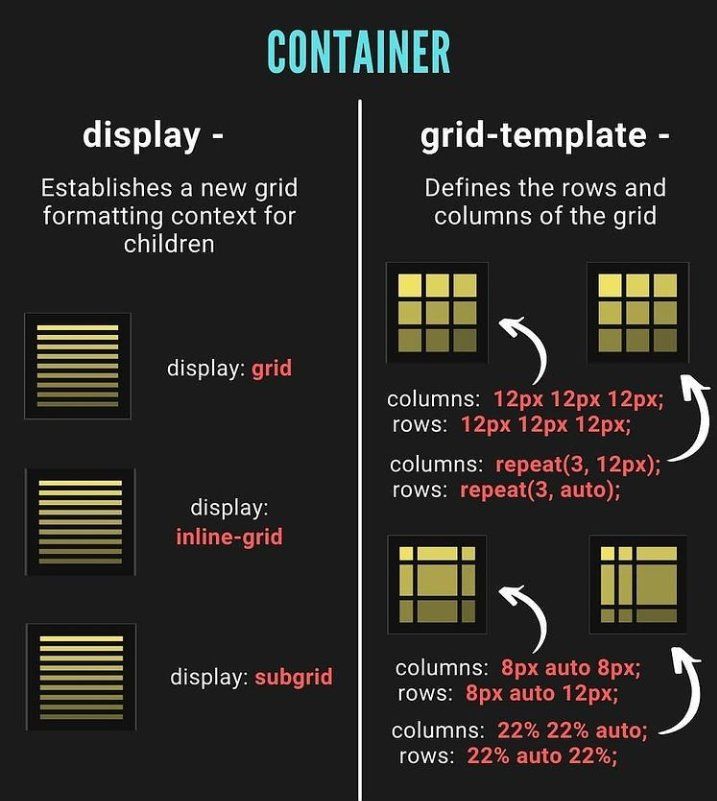 CONTAINER
display -
Establishes a new grid
formatting context for
children
display: grid
display:
inline-grid
display: subgrid
grid-template -
Defines the rows and
columns of the grid
columns: 12px 12px 12px;
rows: 12px 12px 12px;
columns: repeat(3, 12px);
rows: repeat(3, auto);
columns: 8px auto 8px;
rows: 8px auto 12px;
columns: 22% 22% auto;
rows: 22% auto 22%;